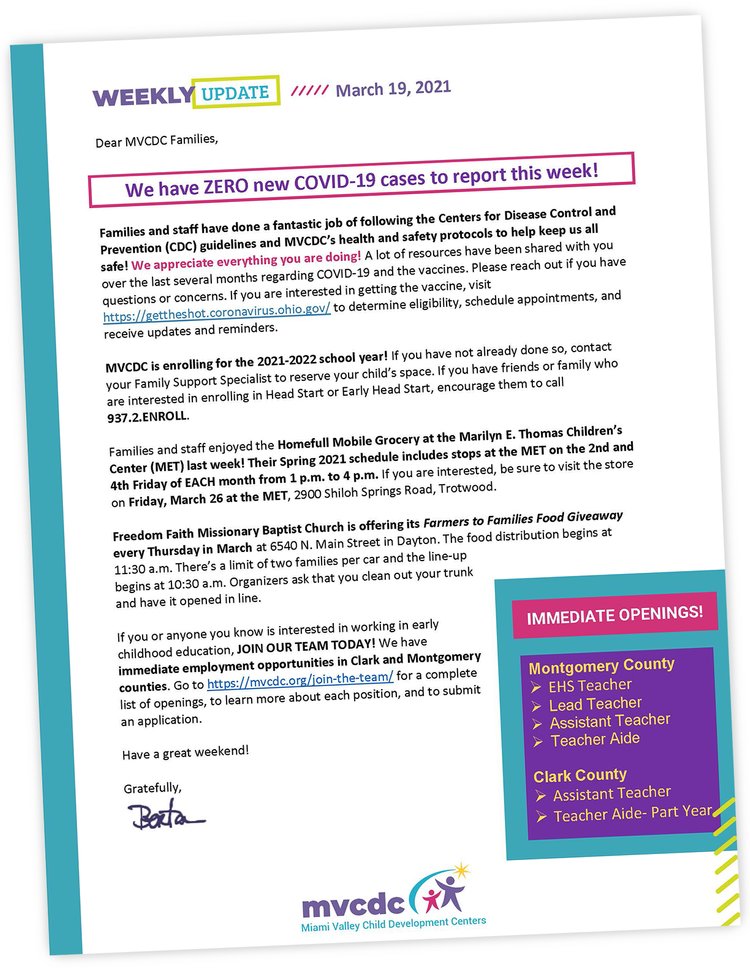 WEEKLY UPDATE ///// March 19, 2021
Dear MVCDC Families,
We have ZERO new COVID-19 cases to report this week!
Families and staff have done a fantastic job of following the Centers for Disease Control and
Prevention (CDC) guidelines and MVCDC's health and safety protocols to help keep us all
safe! We appreciate everything you are doing! A lot of resources have been shared with you
over the last several months regarding COVID-19 and the vaccines. Please reach out if you have
questions or concerns. If you are interested in getting the vaccine, visit
https://gettheshot.coronavirus.ohio.gov/ to determine eligibility, schedule appointments, and
receive updates and reminders.
MVCDC is enrolling for the 2021-2022 school year! If you have not already done so, contact
your Family Support Specialist to reserve your child's space. If you have friends or family who
are interested in enrolling in Head Start or Early Head Start, encourage them to call
937.2.ENROLL.
Families and staff enjoyed the Homefull Mobile Grocery at the Marilyn E. Thomas Children's
Center (MET) last week! Their Spring 2021 schedule includes stops at the MET on the 2nd and
4th Friday of EACH month from 1 p.m. to 4 p.m. If you are interested, be sure to visit the store
on Friday, March 26 at the MET, 2900 Shiloh Springs Road, Trotwood.
Freedom Faith Missionary Baptist Church is offering its Farmers to Families Food Giveaway
every Thursday in March at 6540 N. Main Street in Dayton. The food distribution begins at
11:30 a.m. There's a limit of two families per car and the line-up
begins at 10:30 a.m. Organizers ask that you clean out your trunk
and have it opened in line.
If you or anyone you know is interested in working in early
childhood education, JOIN OUR TEAM TODAY! We have
immediate employment opportunities in Clark and Montgomery
counties. Go to https://mvcdc.org/join-the-team/ for a complete
list of openings, to learn more about each position, and to submit
an application.
Have a great weekend!
Gratefully,
Berta
IMMEDIATE OPENINGS!
Montgomery County
➢ EHS Teacher
➢ Lead Teacher
➢ Assistant Teacher
➢ Teacher Aide
Clark County
➢ Assistant Teacher
➢ Teacher Aide- Part Year
mvcdc
Miami Valley Child Development Centers